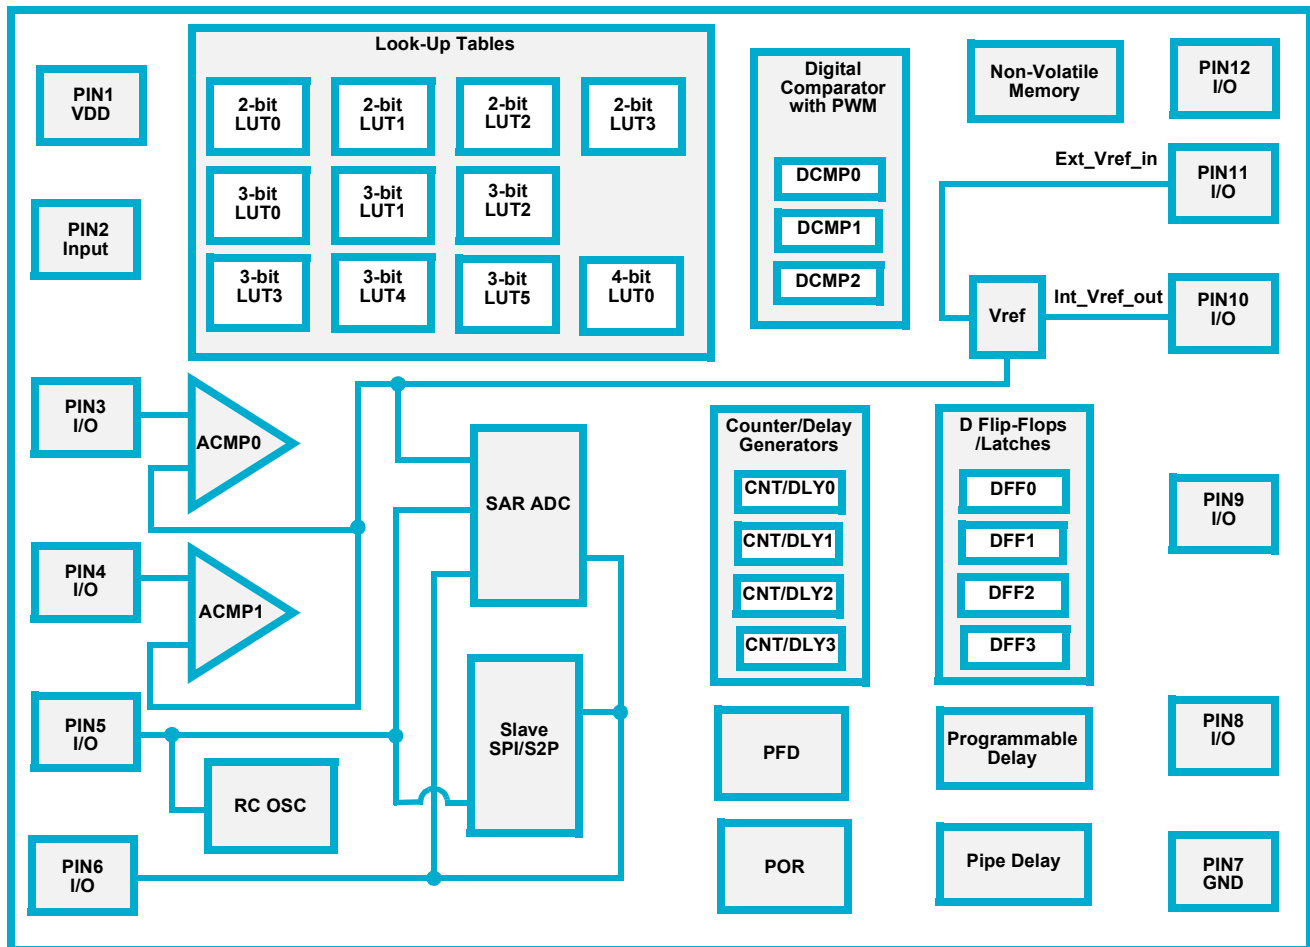 Look-Up Tables
2-bit
LUT0
2-bit
LUT1
2-bit
LUT2
2-bit
LUT3
3-bit
LUT0
3-bit
LUT1
3-bit
LUT2
3-bit
LUT3
3-bit
LUT4
3-bit
LUT5
4-bit
LUT0
Digital
Comparator
with PWM
DCMP0
DCMP1
DCMP2
Non-Volatile
Memory
PIN12
I/O
PIN1
VDD
Ext_Vref_in
PIN11
I/O
PIN2
Input
Vref
Int_Vref_out
PIN10
I/O
PIN3
I/O
ACMP0
PIN4
I/O
ACMP1
SAR ADC
Counter/Delay
Generators
CNT/DLY0
CNT/DLY1
CNT/DLY2
CNT/DLY3
D Flip-Flops
/Latches
DFF0
DFF1
DFF2
DFF3
PIN9
I/O
PIN5
I/O
RC OSC
Slave
SPI/S2P
PFD
Programmable
Delay
PIN8
I/O
PIN6
I/O
POR
Pipe Delay
PIN7
GND